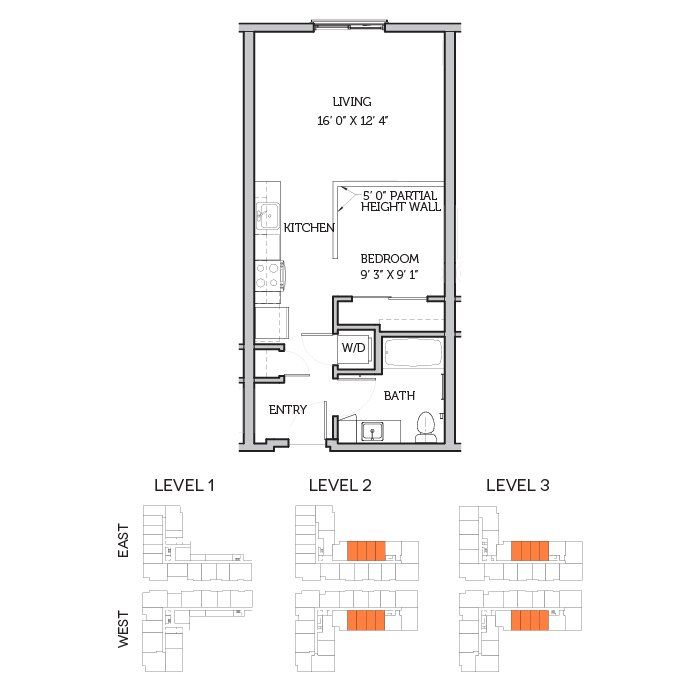 LIVING
16’ 0” X 12’ 4”
5’ 0” PARTIAL
HEIGHT WALL
KITCHEN
BEDROOM
9’ 3” X 9’ 1”
W/D
BATH
ENTRY
LEVEL 1
LEVEL 2
LEVEL 3
EAST
WEST